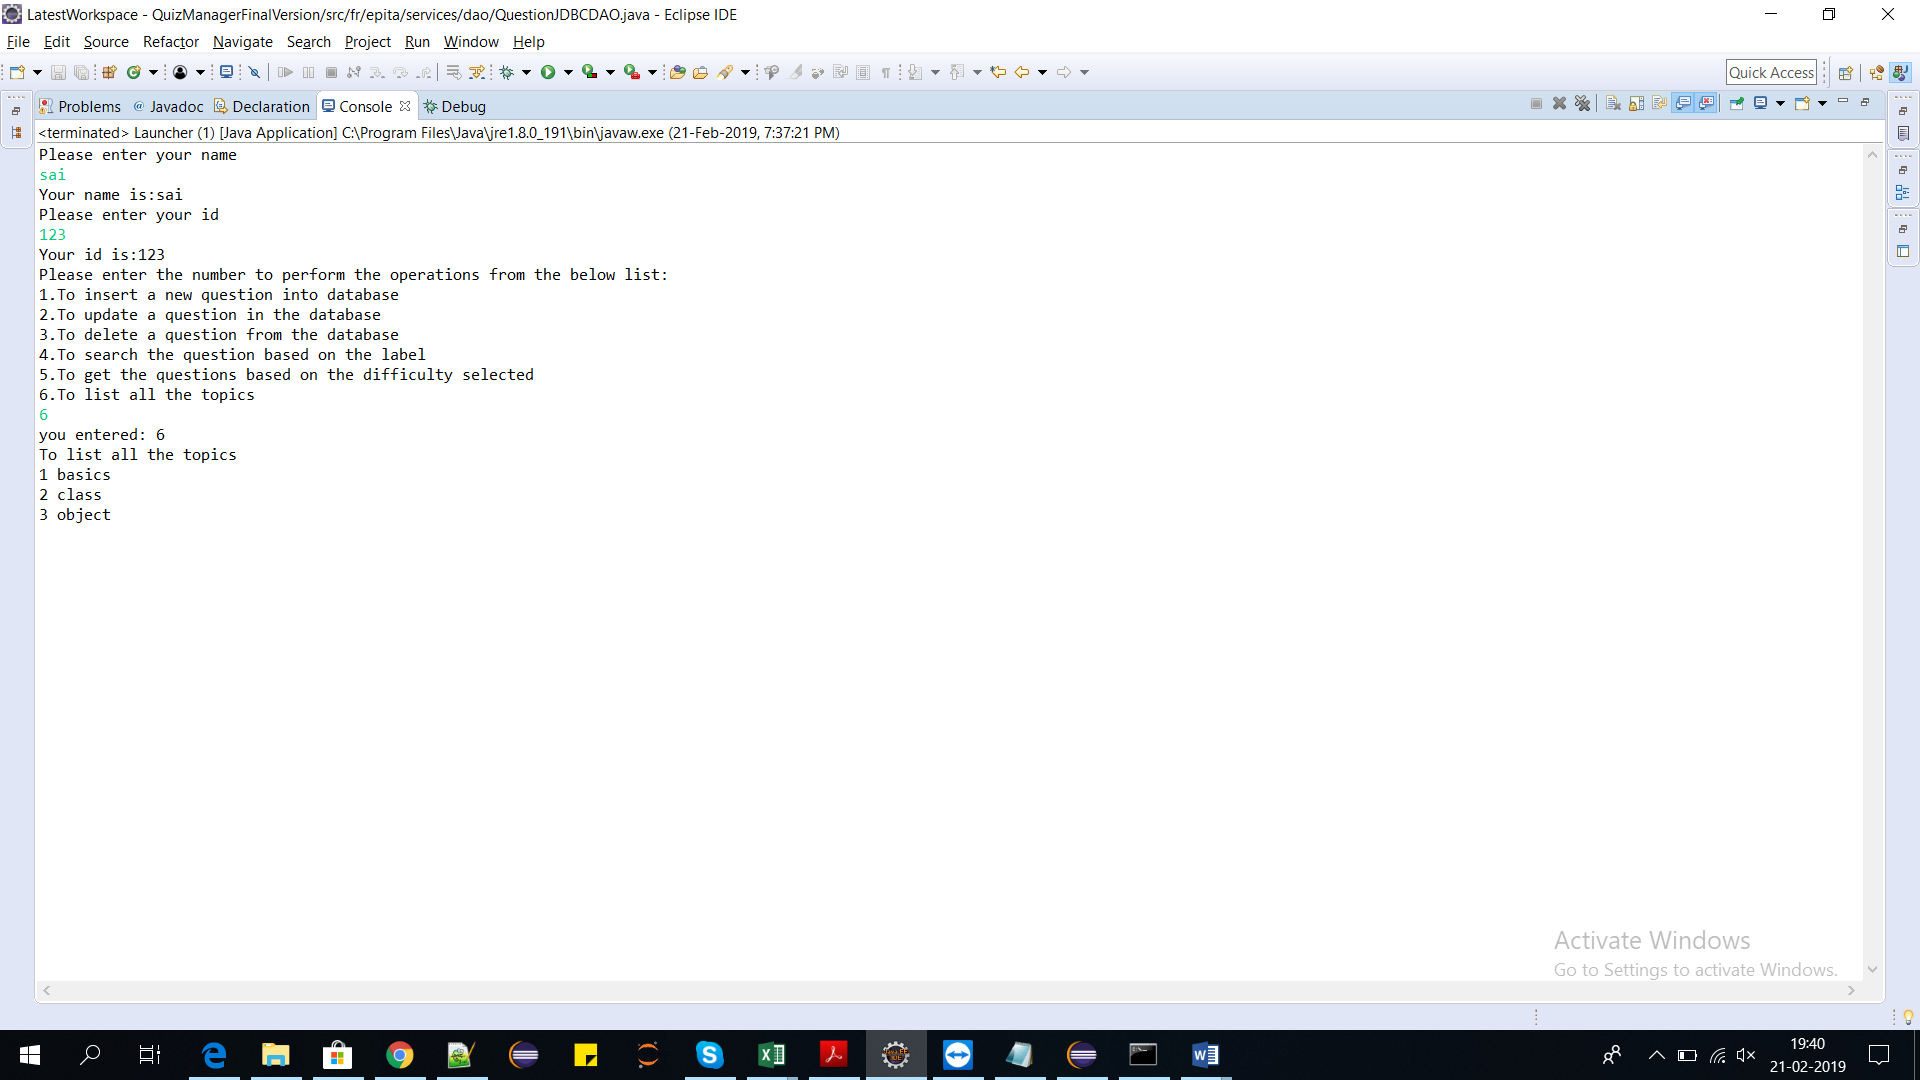 LatestWorkspace - QuizManagerFinalVersion/src/fr/epita/services/dao/QuestionJDBCDAO.java - Eclipse IDE
File Edit Source Refactor Navigate Search Project Run Window Help
Quick Access
Problems @ Javadoc Declaration Console Debug
<terminated> Launcher (1) [Java Application] C:\Program Files\Java\jre1.8.0_191\bin\javaw.exe (21-Feb-2019, 7:37:21 PM)
Please enter your name
sai
Your name is:sai
Please enter your id
123
Your id is:123
Please enter the number to perform the operations from the below list:
1.To insert a new question into database
2.To update a question in the database
3.To delete a question from the database
4.To search the question based on the label
5.To get the questions based on the difficulty selected
6.To list all the topics
6
you entered: 6
To list all the topics
1 basics
2 class
3 object
Activate Windows
Go to Settings to activate Windows.
19:40
21-02-2019